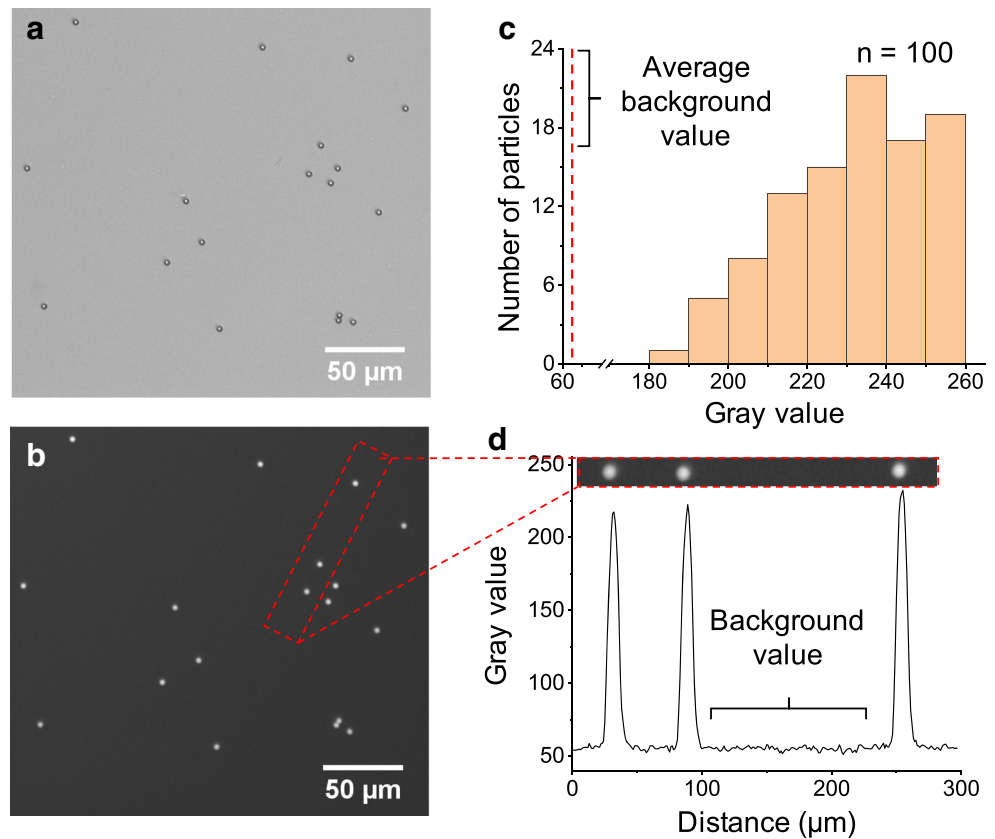 a
50 μm
b
50 μm
c
n = 100
Average
background
value
Number of particles
24
18
12
6
0
60
180
200
220
240
260
Gray value
d
Gray value
250
200
150
100
50
Background
value
0
100
200
300
Distance (μm)